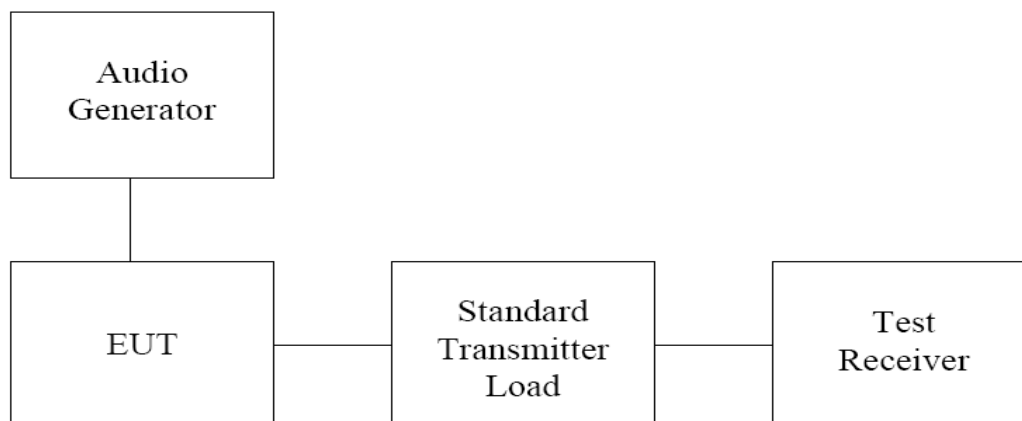 Audio
Generator
EUT
Standard
Transmitter
Load
Test
Receiver